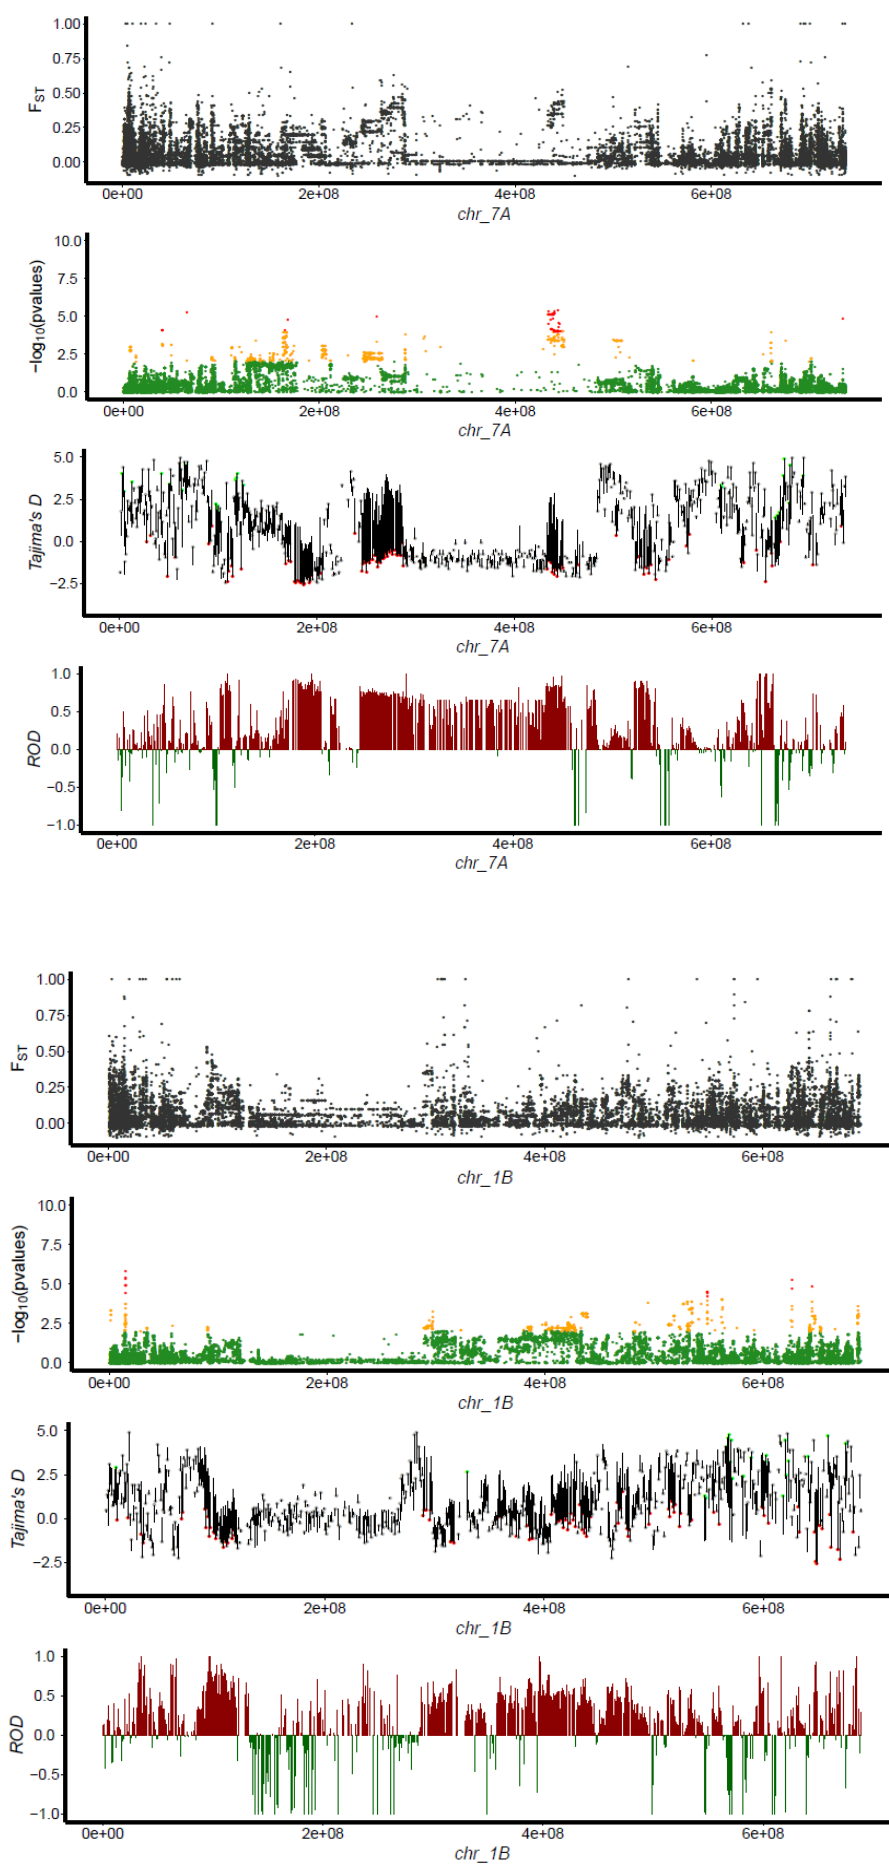 1.00
0.75
0.50
0.25
0.00
F_ST
0e+00 2e+08 4e+08 6e+08
chr_7A
10.0
7.5
5.0
2.5
0.0
−log₁₀(pvalues)
0e+00 2e+08 4e+08 6e+08
chr_7A
5.0
2.5
0.0
−2.5
Tajima's D
0e+00 2e+08 4e+08 6e+08
chr_7A
1.0
0.5
0.0
−0.5
−1.0
ROD
0e+00 2e+08 4e+08 6e+08
chr_7A
1.00
0.75
0.50
0.25
0.00
F_ST
0e+00 2e+08 4e+08 6e+08
chr_1B
10.0
7.5
5.0
2.5
0.0
−log₁₀(pvalues)
0e+00 2e+08 4e+08 6e+08
chr_1B
5.0
2.5
0.0
−2.5
Tajima's D
0e+00 2e+08 4e+08 6e+08
chr_1B
1.0
0.5
0.0
−0.5
−1.0
ROD
0e+00 2e+08 4e+08 6e+08
chr_1B